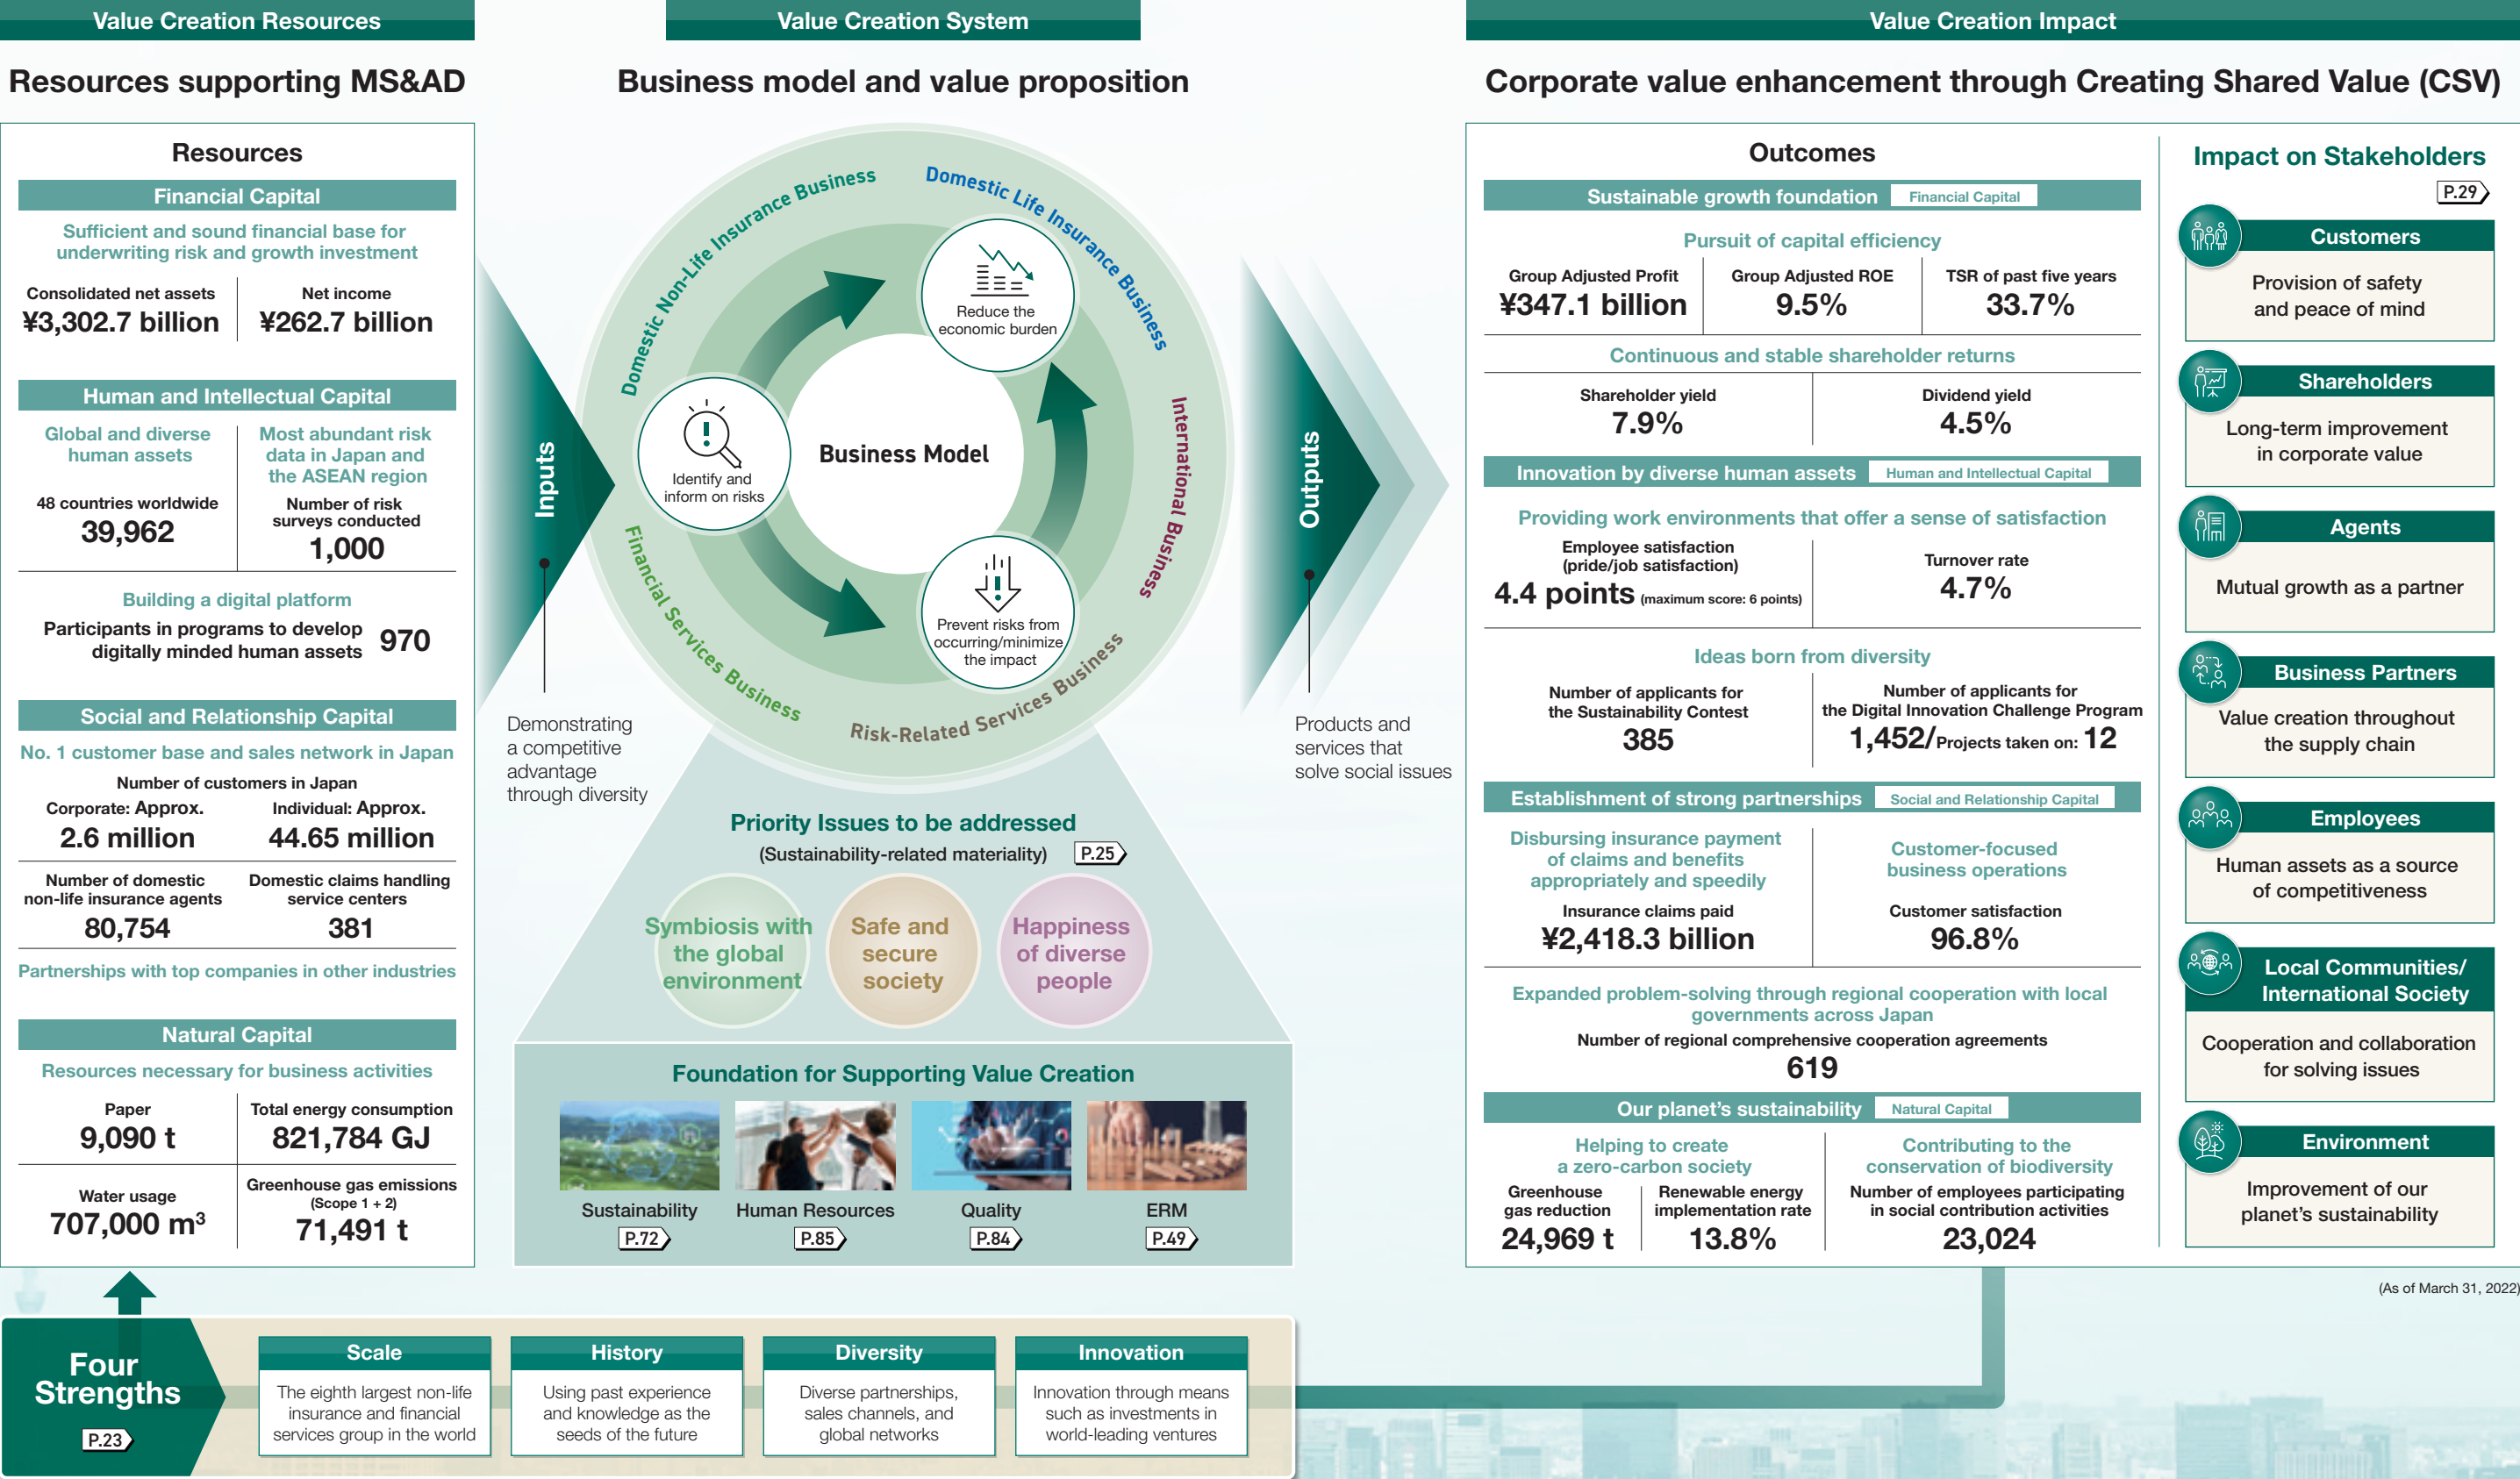 Value Creation Resources
Resources supporting MS&AD
Resources
Financial Capital
Sufficient and sound financial base for
underwriting risk and growth investment
Consolidated net assets
¥3,302.7 billion
Net income
¥262.7 billion
Human and Intellectual Capital
Global and diverse
human assets
48 countries worldwide
39,962
Most abundant risk
data in Japan and
the ASEAN region
Number of risk
surveys conducted
1,000
Building a digital platform
Participants in programs to develop
digitally minded human assets
970
Social and Relationship Capital
No. 1 customer base and sales network in Japan
Number of customers in Japan
Corporate: Approx.
2.6 million
Individual: Approx.
44.65 million
Number of domestic
non-life insurance agents
80,754
Domestic claims handling
service centers
381
Partnerships with top companies in other industries
Natural Capital
Resources necessary for business activities
Paper
9,090 t
Total energy consumption
821,784 GJ
Water usage
707,000 m³
Greenhouse gas emissions
(Scope 1 + 2)
71,491 t
Value Creation System
Business model and value proposition
Inputs
Demonstrating
a competitive
advantage
through diversity
Domestic Non-Life Insurance Business
Domestic Life Insurance Business
International Business
Financial Services Business
Risk-Related Services Business
Business Model
Reduce the
economic burden
Identify and
inform on risks
Prevent risks from
occurring/minimize
the impact
Outputs
Products and
services that
solve social issues
Priority Issues to be addressed
(Sustainability-related materiality)
P.25
Symbiosis with
the global
environment
Safe and
secure
society
Happiness
of diverse
people
Foundation for Supporting Value Creation
Sustainability
P.72
Human Resources
P.85
Quality
P.84
ERM
P.49
Value Creation Impact
Corporate value enhancement through Creating Shared Value (CSV)
Outcomes
Sustainable growth foundation
Financial Capital
Pursuit of capital efficiency
Group Adjusted Profit
¥347.1 billion
Group Adjusted ROE
9.5%
TSR of past five years
33.7%
Continuous and stable shareholder returns
Shareholder yield
7.9%
Dividend yield
4.5%
Innovation by diverse human assets
Human and Intellectual Capital
Providing work environments that offer a sense of satisfaction
Employee satisfaction
(pride/job satisfaction)
4.4 points (maximum score: 6 points)
Turnover rate
4.7%
Ideas born from diversity
Number of applicants for
the Sustainability Contest
385
Number of applicants for
the Digital Innovation Challenge Program
1,452/Projects taken on: 12
Establishment of strong partnerships
Social and Relationship Capital
Disbursing insurance payment
of claims and benefits
appropriately and speedily
Insurance claims paid
¥2,418.3 billion
Customer-focused
business operations
Customer satisfaction
96.8%
Expanded problem-solving through regional cooperation with local
governments across Japan
Number of regional comprehensive cooperation agreements
619
Our planet's sustainability
Natural Capital
Helping to create
a zero-carbon society
Greenhouse
gas reduction
24,969 t
Renewable energy
implementation rate
13.8%
Contributing to the
conservation of biodiversity
Number of employees participating
in social contribution activities
23,024
Impact on Stakeholders
P.29
Customers
Provision of safety
and peace of mind
Shareholders
Long-term improvement
in corporate value
Agents
Mutual growth as a partner
Business Partners
Value creation throughout
the supply chain
Employees
Human assets as a source
of competitiveness
Local Communities/
International Society
Cooperation and collaboration
for solving issues
Environment
Improvement of our
planet's sustainability
(As of March 31, 2022)
Four
Strengths
P.23
Scale
The eighth largest non-life
insurance and financial
services group in the world
History
Using past experience
and knowledge as the
seeds of the future
Diversity
Diverse partnerships,
sales channels, and
global networks
Innovation
Innovation through means
such as investments in
world-leading ventures